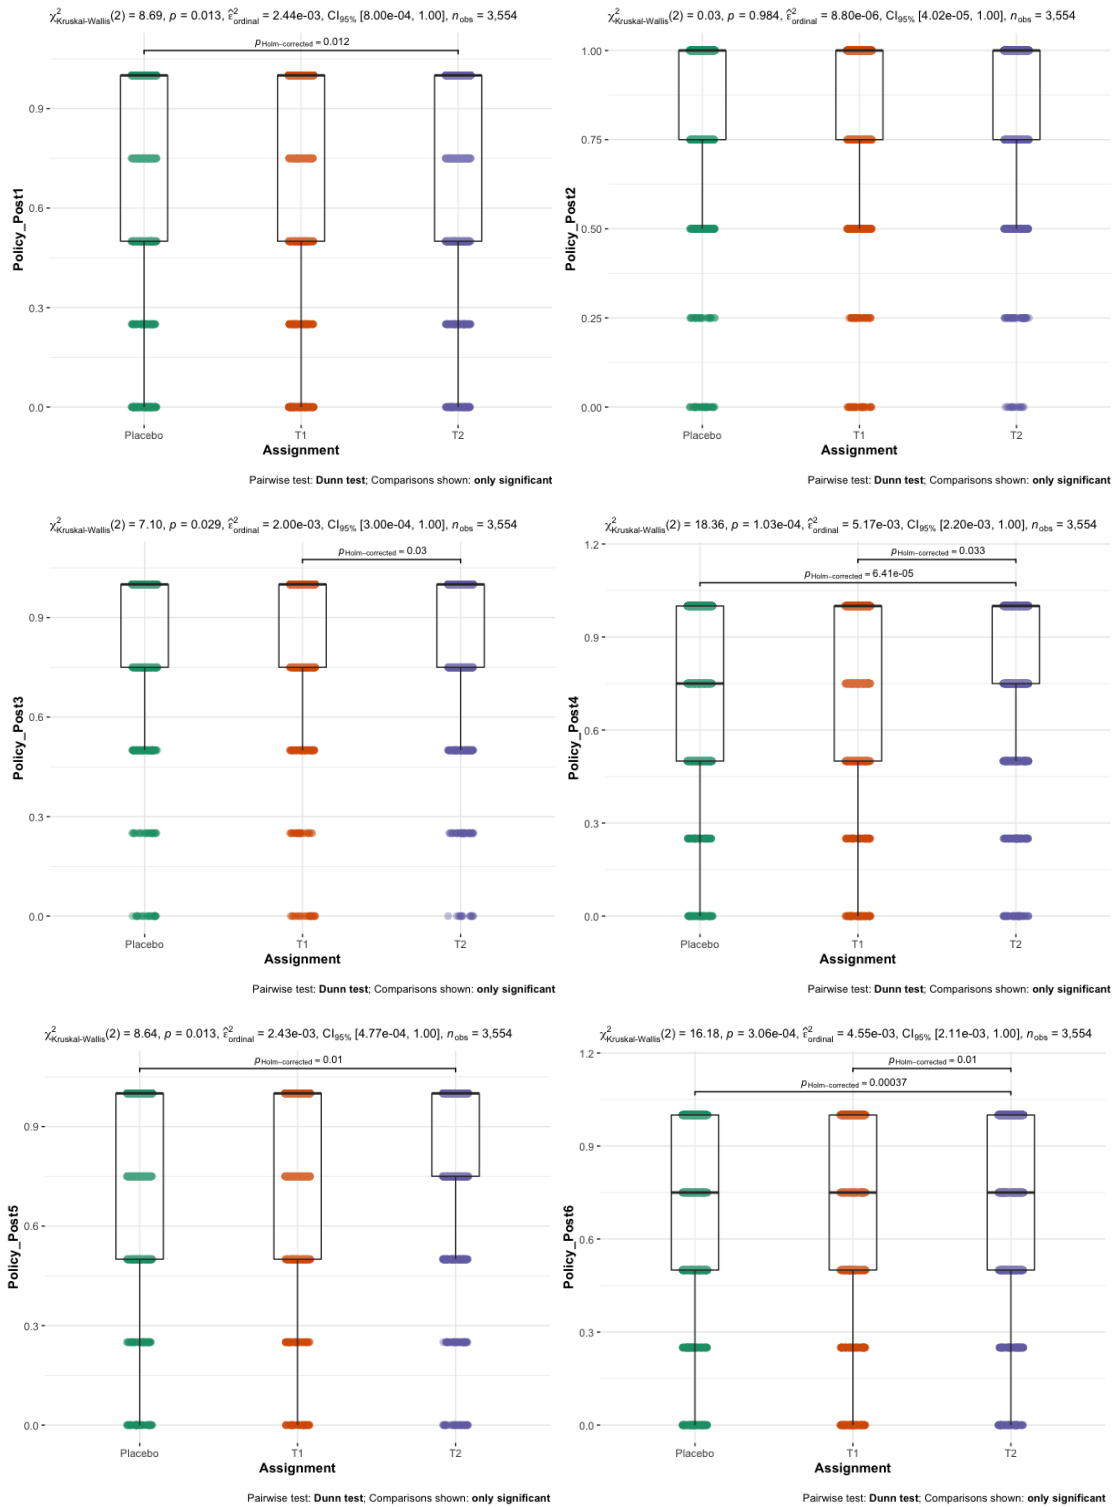 χ²Kruskal-Wallis(2) = 8.69, p = 0.013, ε̂²ordinal = 2.44e-03, CI95% [8.00e-04, 1.00], nobs = 3,554
pHolm-corrected = 0.012
Policy_Post1
0.9
0.6
0.3
0.0
Placebo T1 T2
Assignment
Pairwise test: Dunn test; Comparisons shown: only significant
χ²Kruskal-Wallis(2) = 0.03, p = 0.984, ε̂²ordinal = 8.80e-06, CI95% [4.02e-05, 1.00], nobs = 3,554
Policy_Post2
1.00
0.75
0.50
0.25
0.00
Placebo T1 T2
Assignment
Pairwise test: Dunn test; Comparisons shown: only significant
χ²Kruskal-Wallis(2) = 7.10, p = 0.029, ε̂²ordinal = 2.00e-03, CI95% [3.00e-04, 1.00], nobs = 3,554
pHolm-corrected = 0.03
Policy_Post3
0.9
0.6
0.3
0.0
Placebo T1 T2
Assignment
Pairwise test: Dunn test; Comparisons shown: only significant
χ²Kruskal-Wallis(2) = 18.36, p = 1.03e-04, ε̂²ordinal = 5.17e-03, CI95% [2.20e-03, 1.00], nobs = 3,554
pHolm-corrected = 0.033
pHolm-corrected = 6.41e-05
Policy_Post4
1.2
0.9
0.6
0.3
0.0
Placebo T1 T2
Assignment
Pairwise test: Dunn test; Comparisons shown: only significant
χ²Kruskal-Wallis(2) = 8.64, p = 0.013, ε̂²ordinal = 2.43e-03, CI95% [4.77e-04, 1.00], nobs = 3,554
pHolm-corrected = 0.01
Policy_Post5
0.9
0.6
0.3
0.0
Placebo T1 T2
Assignment
Pairwise test: Dunn test; Comparisons shown: only significant
χ²Kruskal-Wallis(2) = 16.18, p = 3.06e-04, ε̂²ordinal = 4.55e-03, CI95% [2.11e-03, 1.00], nobs = 3,554
pHolm-corrected = 0.01
pHolm-corrected = 0.00037
Policy_Post6
1.2
0.9
0.6
0.3
0.0
Placebo T1 T2
Assignment
Pairwise test: Dunn test; Comparisons shown: only significant